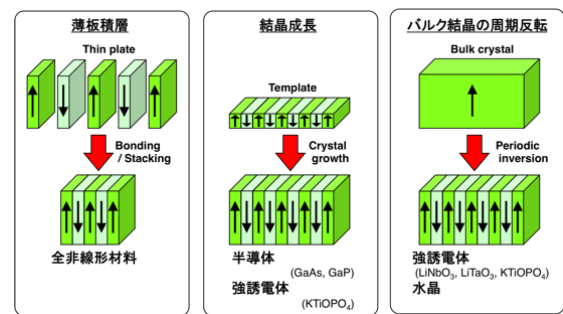 薄板積層
Thin plate
Bonding
/ Stacking
全非線形材料
結晶成長
Template
Crystal
growth
半導体
(GaAs, GaP)
強誘電体
(KTiOPO₄)
バルク結晶の周期反転
Bulk crystal
Periodic
inversion
強誘電体
(LiNbO₃, LiTaO₃, KTiOPO₄)
水晶